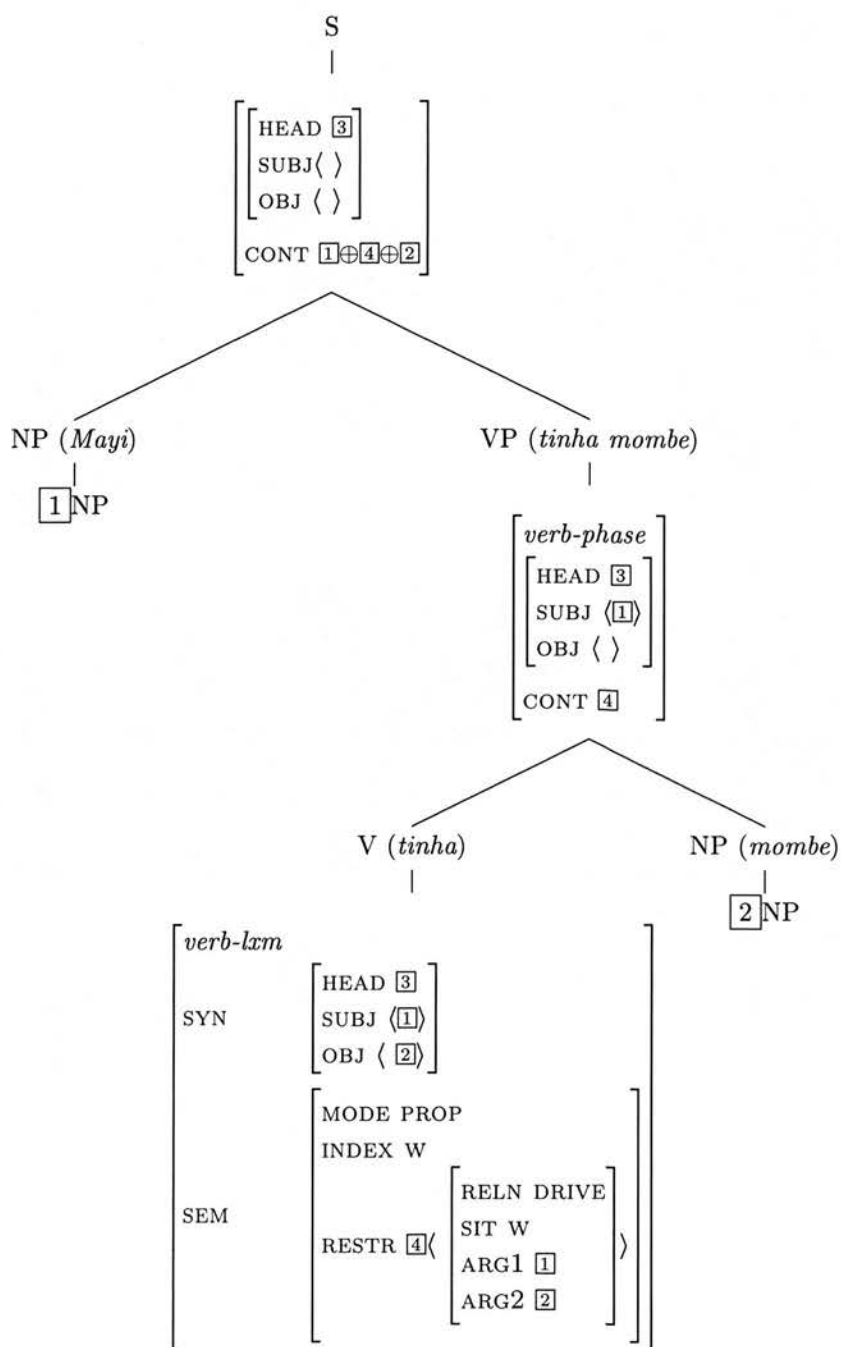 S
HEAD 3
SUBJ⟨ ⟩
OBJ ⟨ ⟩
CONT 1⊕4⊕2
NP (Mayi) VP (tinha mombe)
1 NP
verb-phase
HEAD 3
SUBJ ⟨1⟩
OBJ ⟨ ⟩
CONT 4
V (tinha) NP (mombe)
2 NP
verb-lxm
HEAD 3
SYN SUBJ ⟨1⟩
OBJ ⟨ 2⟩
MODE PROP
INDEX W
RELN DRIVE
SEM SIT W
RESTR 4⟨ ⟩
ARG1 1
ARG2 2